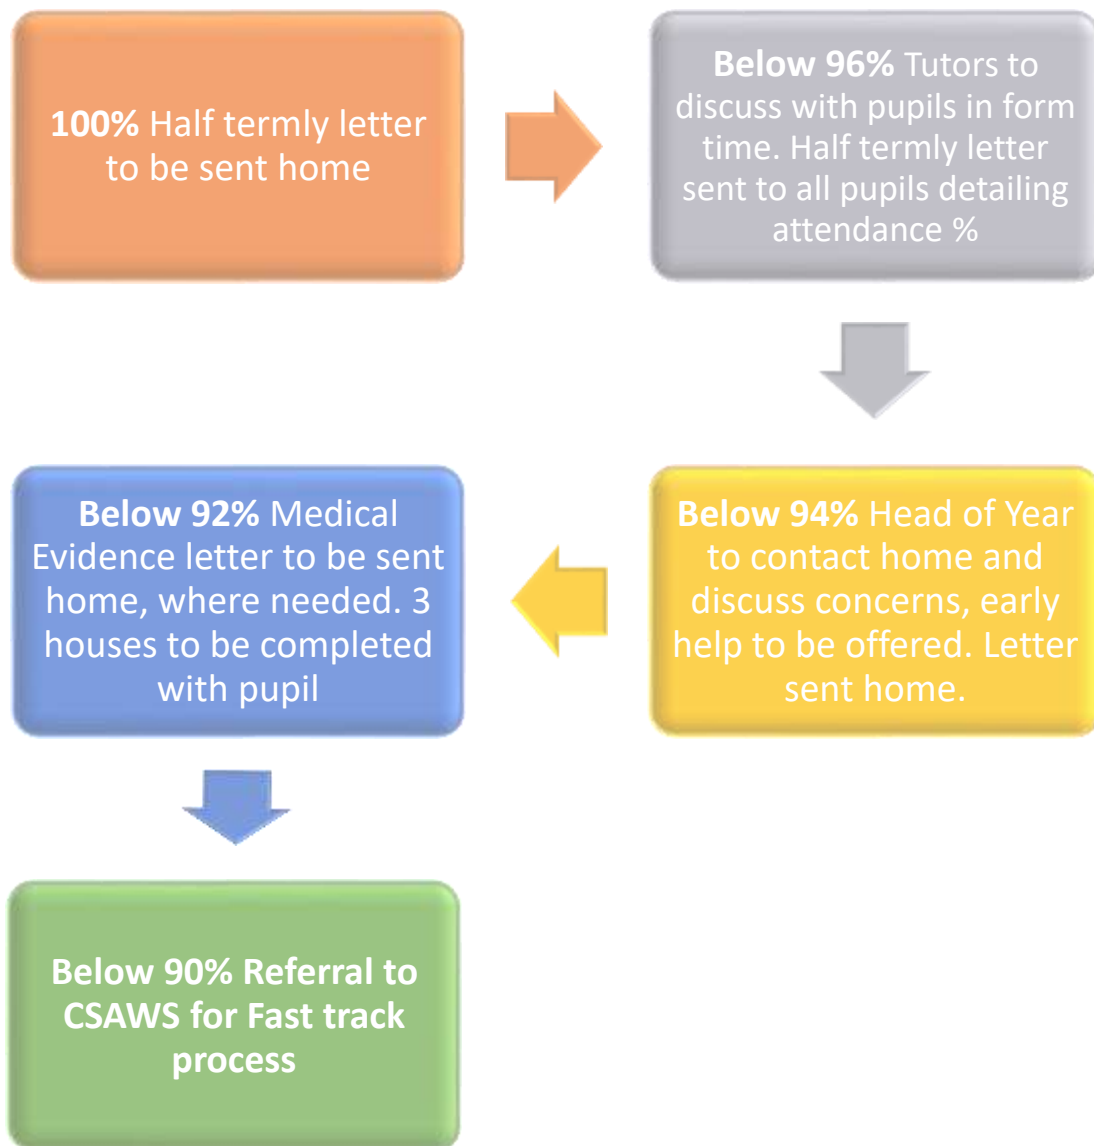 100% Half termly letter
to be sent home
Below 96% Tutors to
discuss with pupils in form
time. Half termly letter
sent to all pupils detailing
attendance %
Below 94% Head of Year
to contact home and
discuss concerns, early
help to be offered. Letter
sent home.
Below 92% Medical
Evidence letter to be sent
home, where needed. 3
houses to be completed
with pupil
Below 90% Referral to
CSAWS for Fast track
process